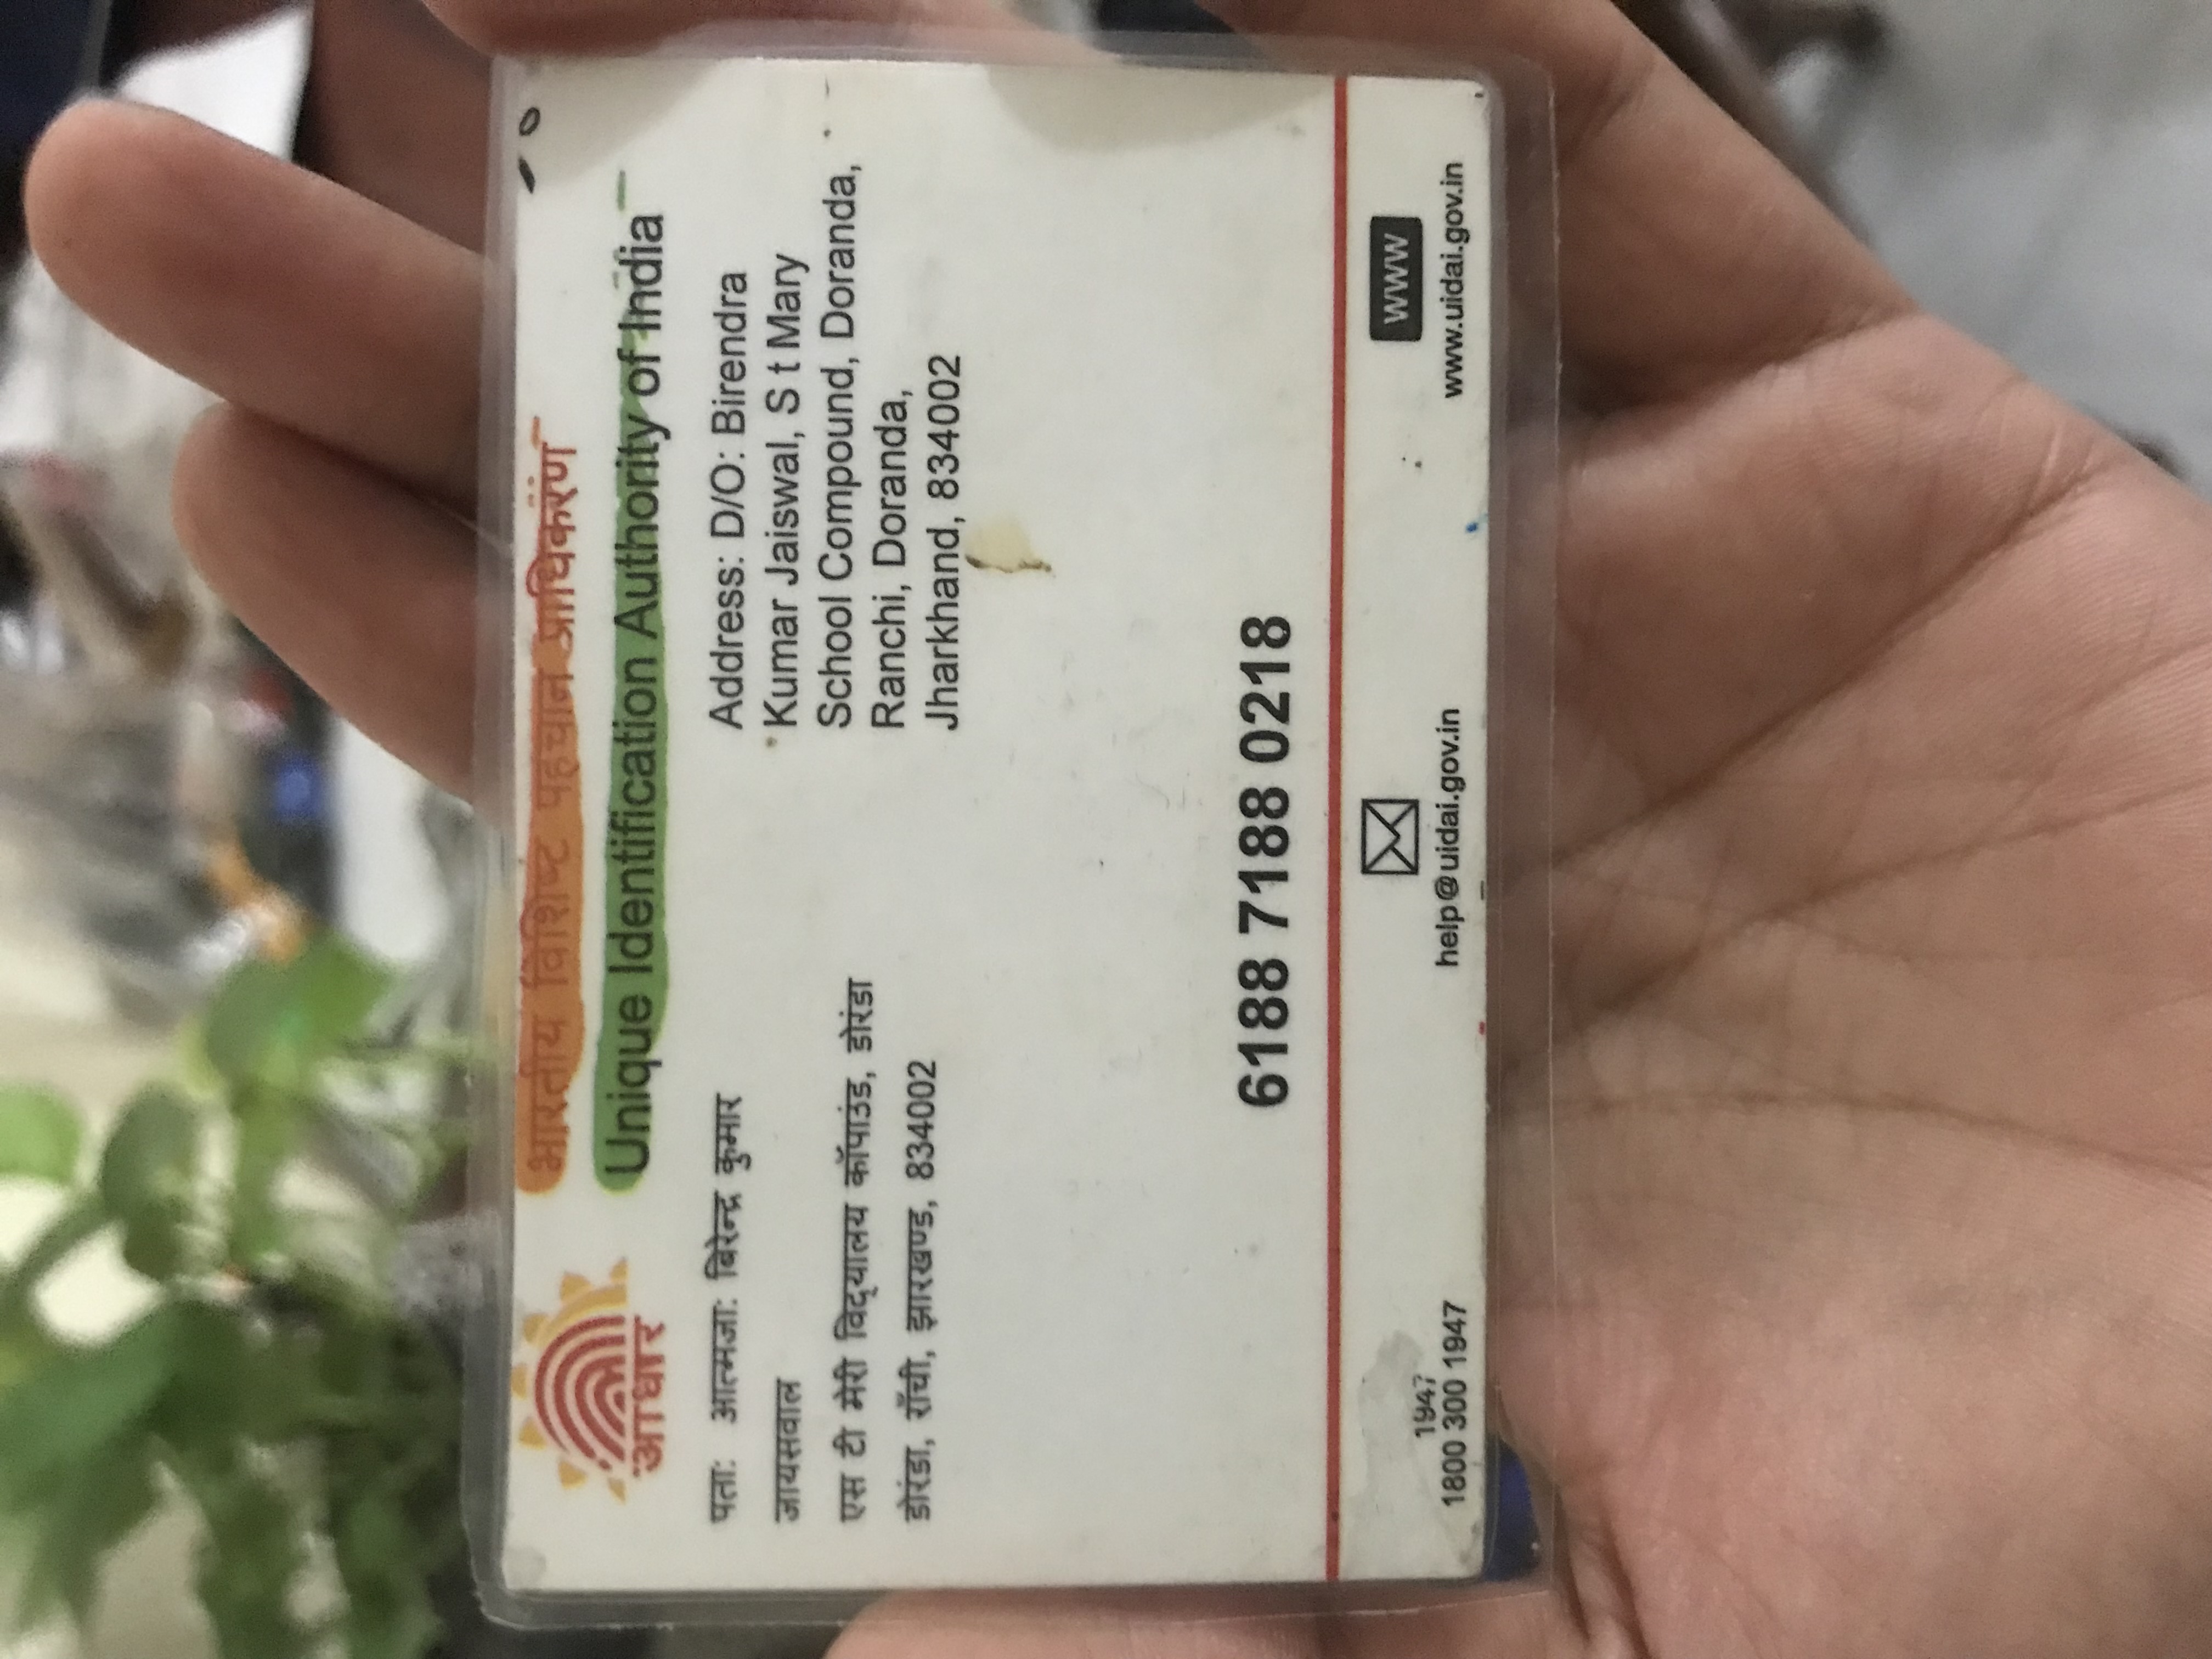 भारतीय विशिष्ट पहचान प्राधिकरण
Unique Identification Authority of India
आधार
पता: आत्मजा: बिरेन्द्र कुमार
जायसवाल
एस टी मेरी विद्यालय कॉपाउंड, डोरंडा
डोरंडा, राँची, झारखण्ड, 834002
Address: D/O: Birendra
Kumar Jaiswal, S t Mary
School Compound, Doranda,
Ranchi, Doranda,
Jharkhand, 834002
6188 7188 0218
1947
1800 300 1947
help@uidai.gov.in
WWW
www.uidai.gov.in